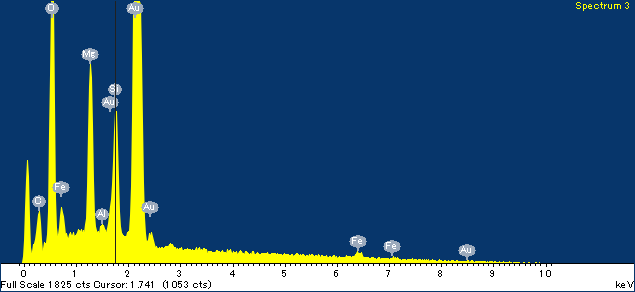 Spectrum 3
O
Au
Mg
Si
Au
Fe
O
Al
Au
Fe
Fe
Au
0 1 2 3 4 5 6 7 8 9 10
Full Scale 1825 cts Cursor: 1.741 (1053 cts) keV